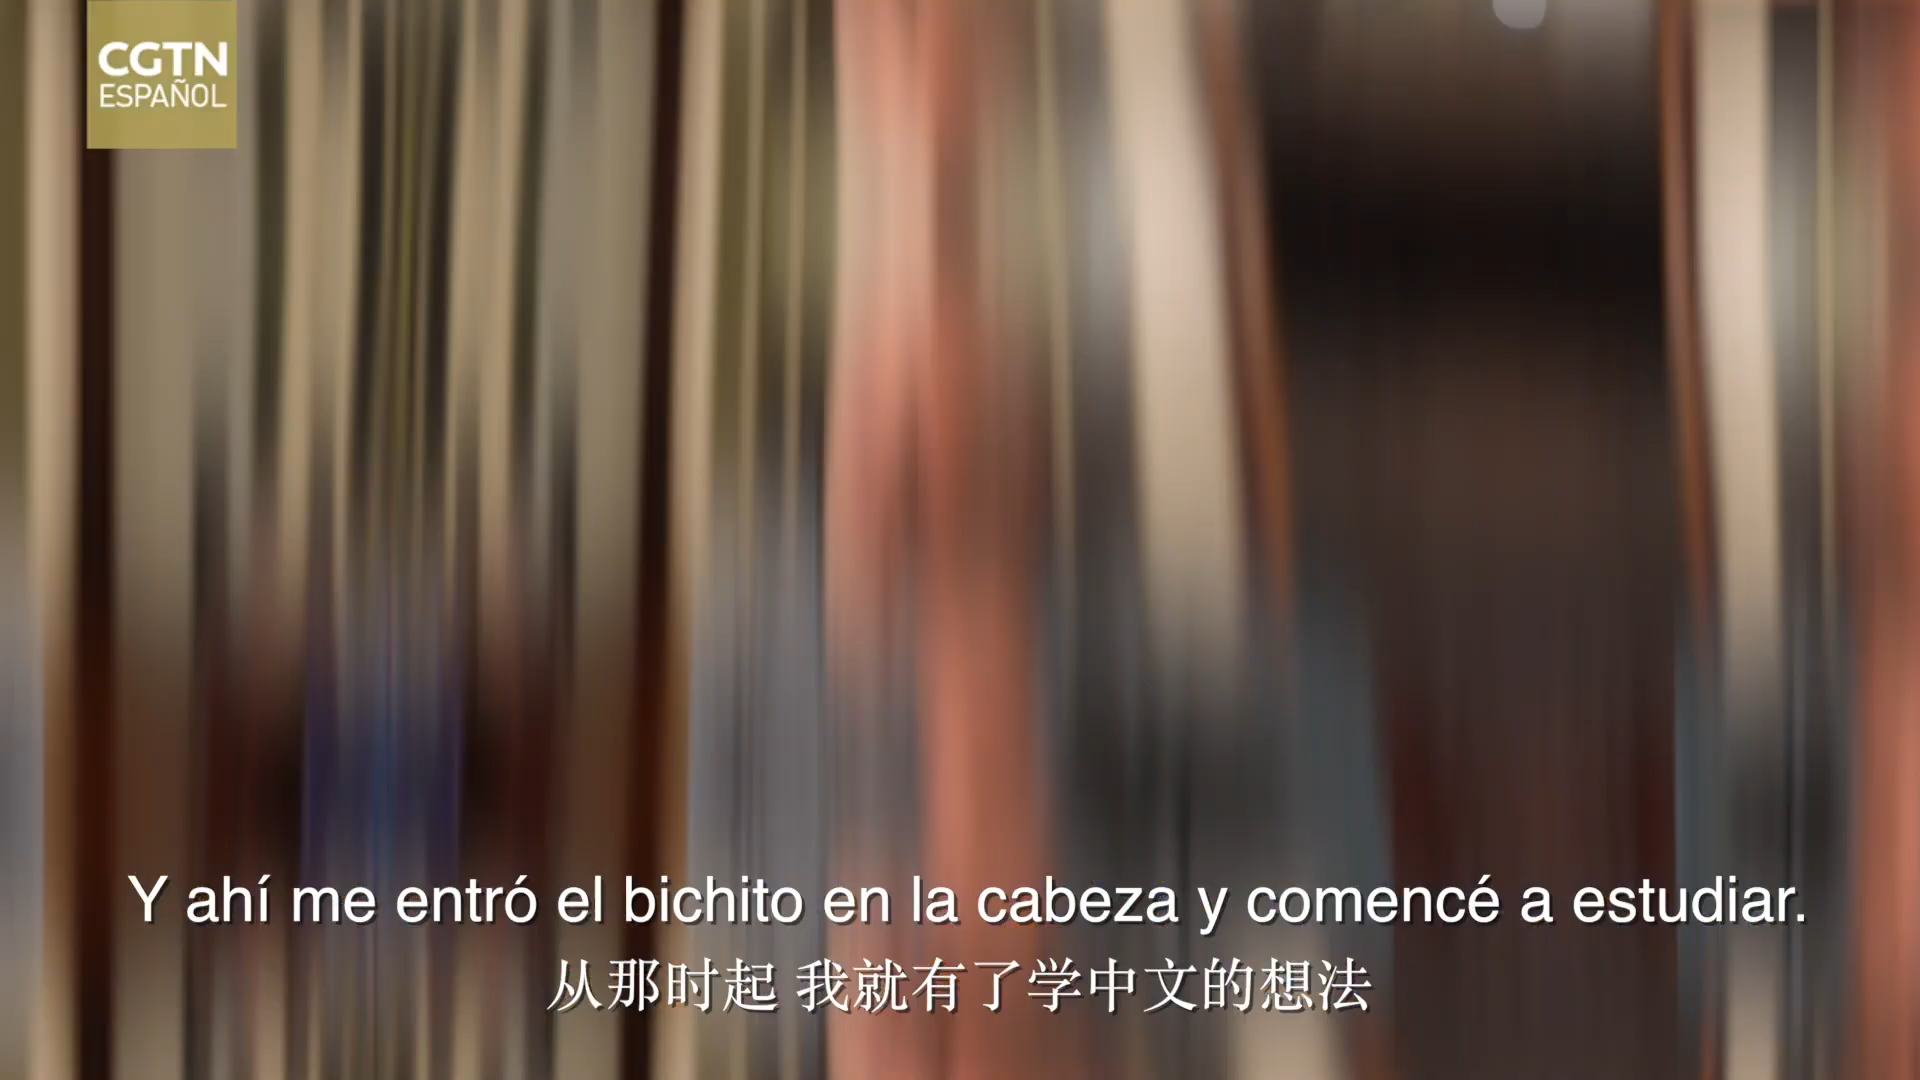 CGTN
ESPAÑOL
Y ahí me entró el bichito en la cabeza y comencé a estudiar.
从那时起 我就有了学中文的想法